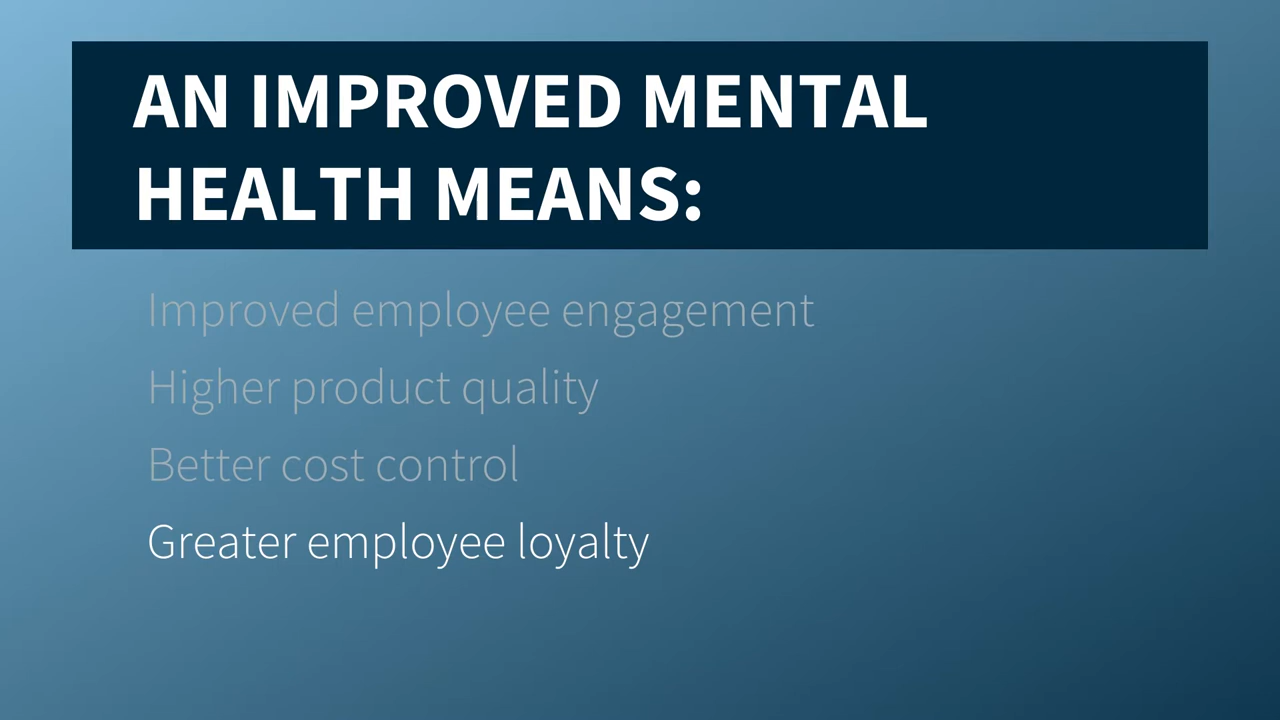 AN IMPROVED MENTAL
HEALTH MEANS:
Improved employee engagement
Higher product quality
Better cost control
Greater employee loyalty